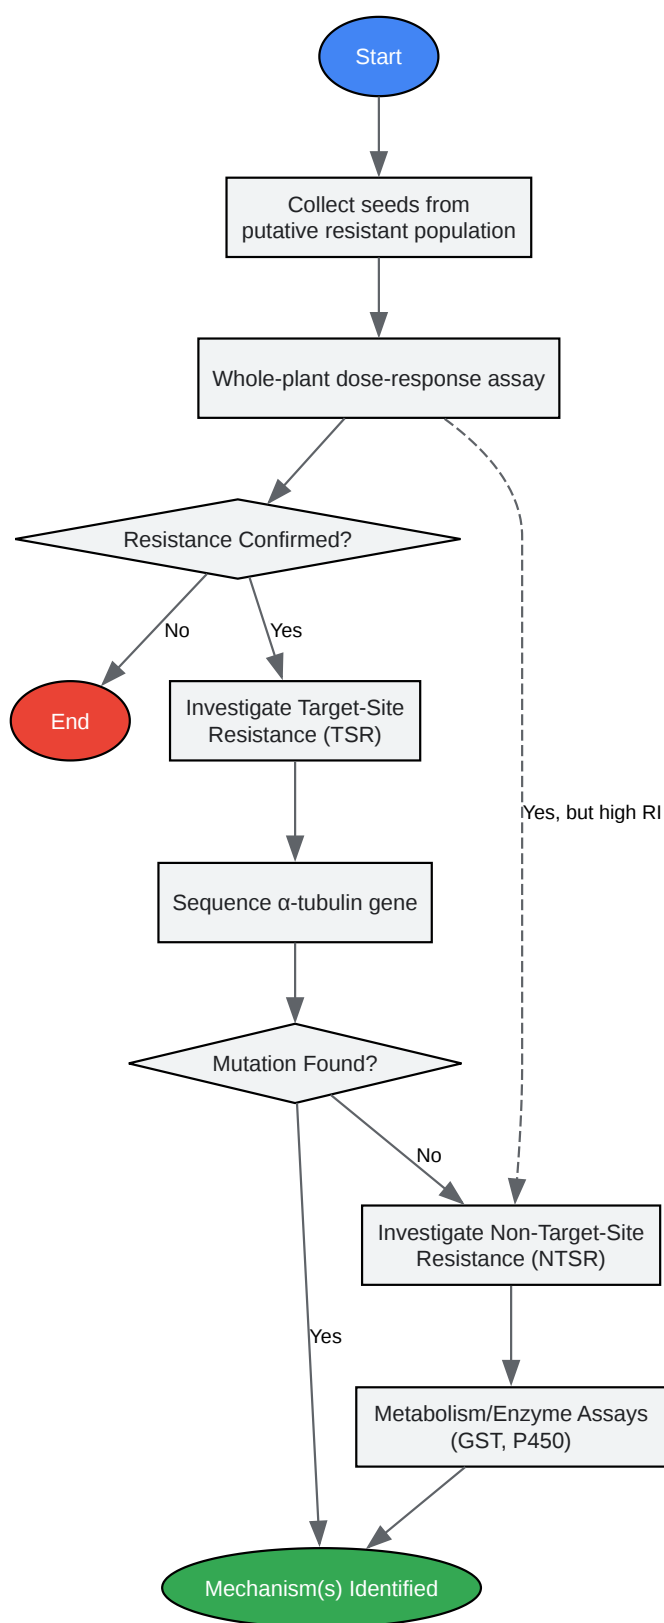 Start
Collect seeds from
putative resistant population
Whole-plant dose-response assay
Resistance Confirmed?
No
Yes
End
Investigate Target-Site
Resistance (TSR)
Yes, but high RI
Sequence α-tubulin gene
Mutation Found?
No
Investigate Non-Target-Site
Resistance (NTSR)
Yes
Metabolism/Enzyme Assays
(GST, P450)
Mechanism(s) Identified